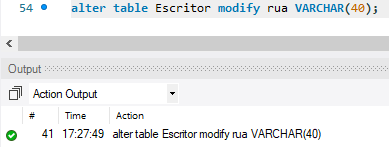 54 alter table Escritor modify rua VARCHAR(40);
Output
Action Output
# Time Action
41 17:27:49 alter table Escritor modify rua VARCHAR(40)